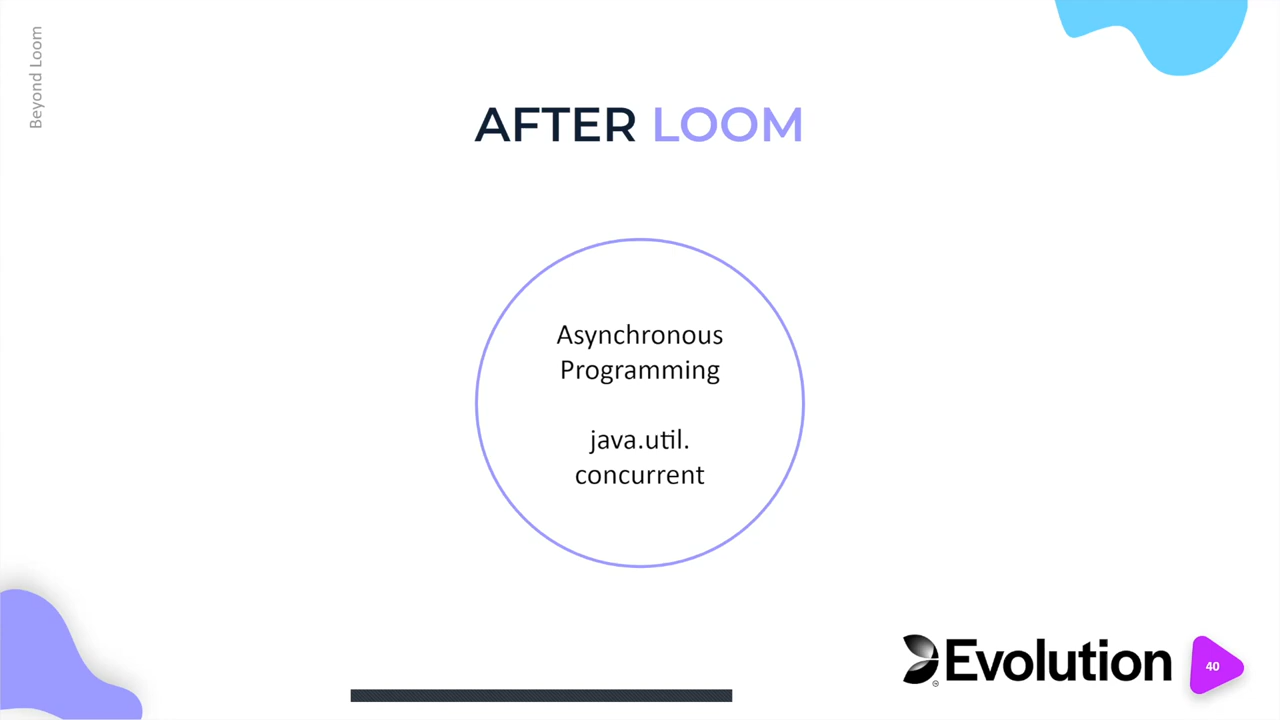 Beyond Loom
AFTER LOOM
Asynchronous
Programming
java.util.
concurrent
Evolution
40